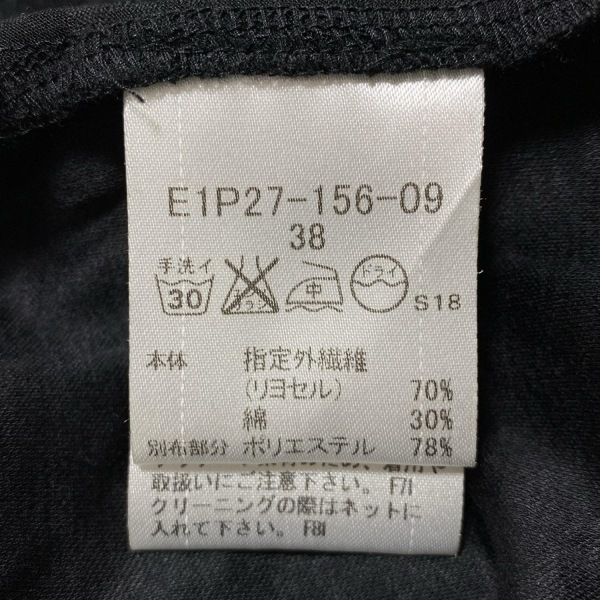 E1P27-156-09
38
手洗イ 30 エンソ 中 ドライ S18
本体 指定外繊維
(リヨセル) 70%
綿 30%
別布部分 ポリエステル 78%
取扱いにご注意下さい。F71
クリーニングの際はネットに
入れて下さい。F81